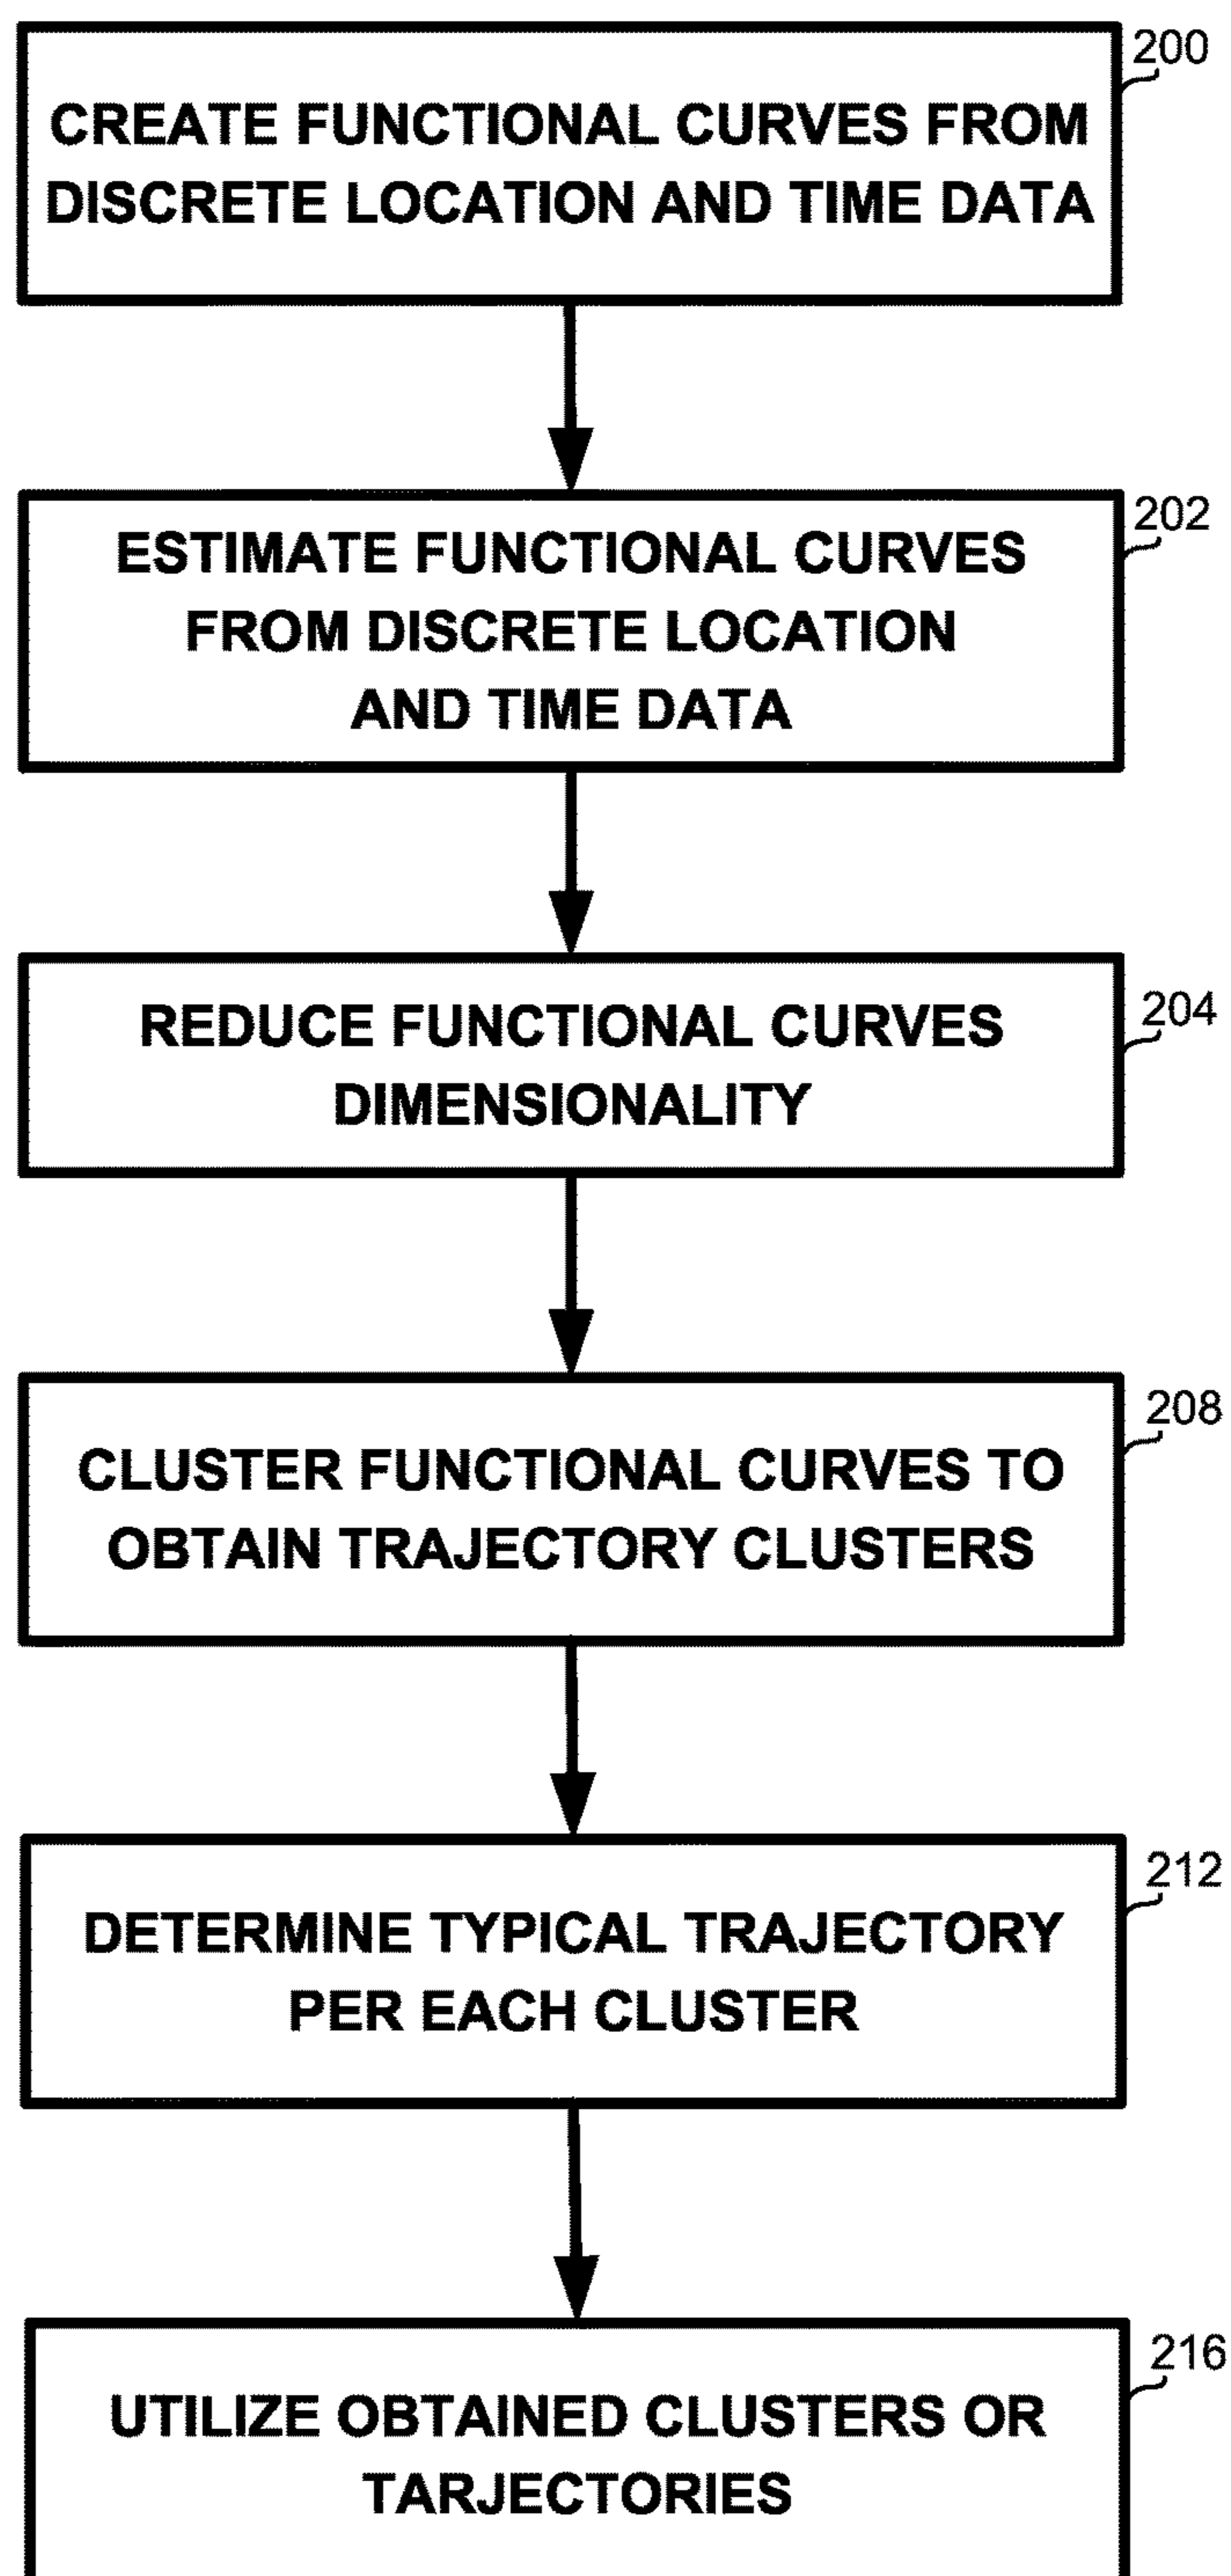 200
CREATE FUNCTIONAL CURVES FROM
DISCRETE LOCATION AND TIME DATA
202
ESTIMATE FUNCTIONAL CURVES
FROM DISCRETE LOCATION
AND TIME DATA
204
REDUCE FUNCTIONAL CURVES
DIMENSIONALITY
208
CLUSTER FUNCTIONAL CURVES TO
OBTAIN TRAJECTORY CLUSTERS
212
DETERMINE TYPICAL TRAJECTORY
PER EACH CLUSTER
216
UTILIZE OBTAINED CLUSTERS OR
TARJECTORIES